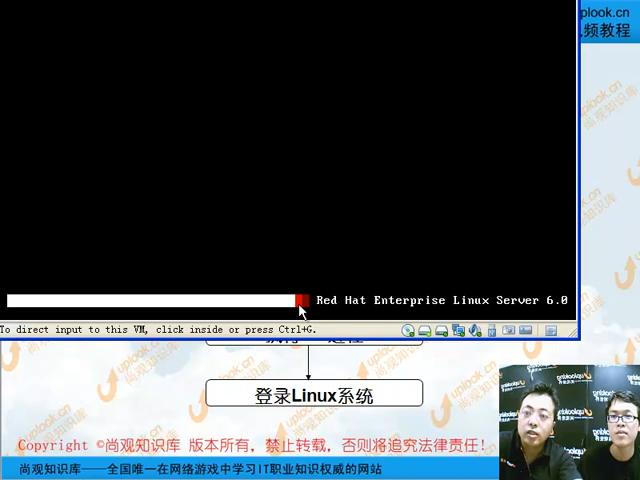 uplook.cn
频教程
Red Hat Enterprise Linux Server 6.0
To direct input to this VM, click inside or press Ctrl+G.
登录Linux系统
Copyright ©尚观知识库 版本所有，禁止转载，否则将追究法律责任！
尚观知识库——全国唯一在网络游戏中学习IT职业知识权威的网站